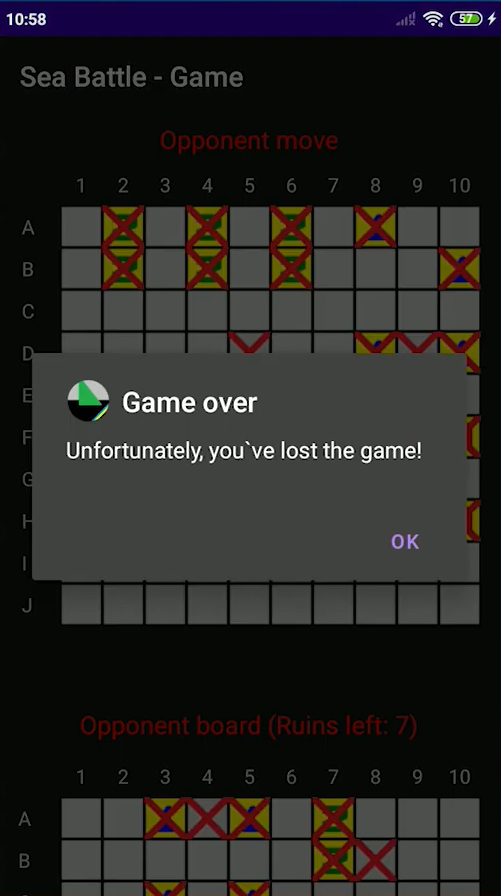 10:58
57
Sea Battle - Game
Opponent move
1 2 3 4 5 6 7 8 9 10
A
B
C
D
E
Game over
F
Unfortunately, you`ve lost the game!
G
H
OK
I
J
Opponent board (Ruins left: 7)
1 2 3 4 5 6 7 8 9 10
A
B